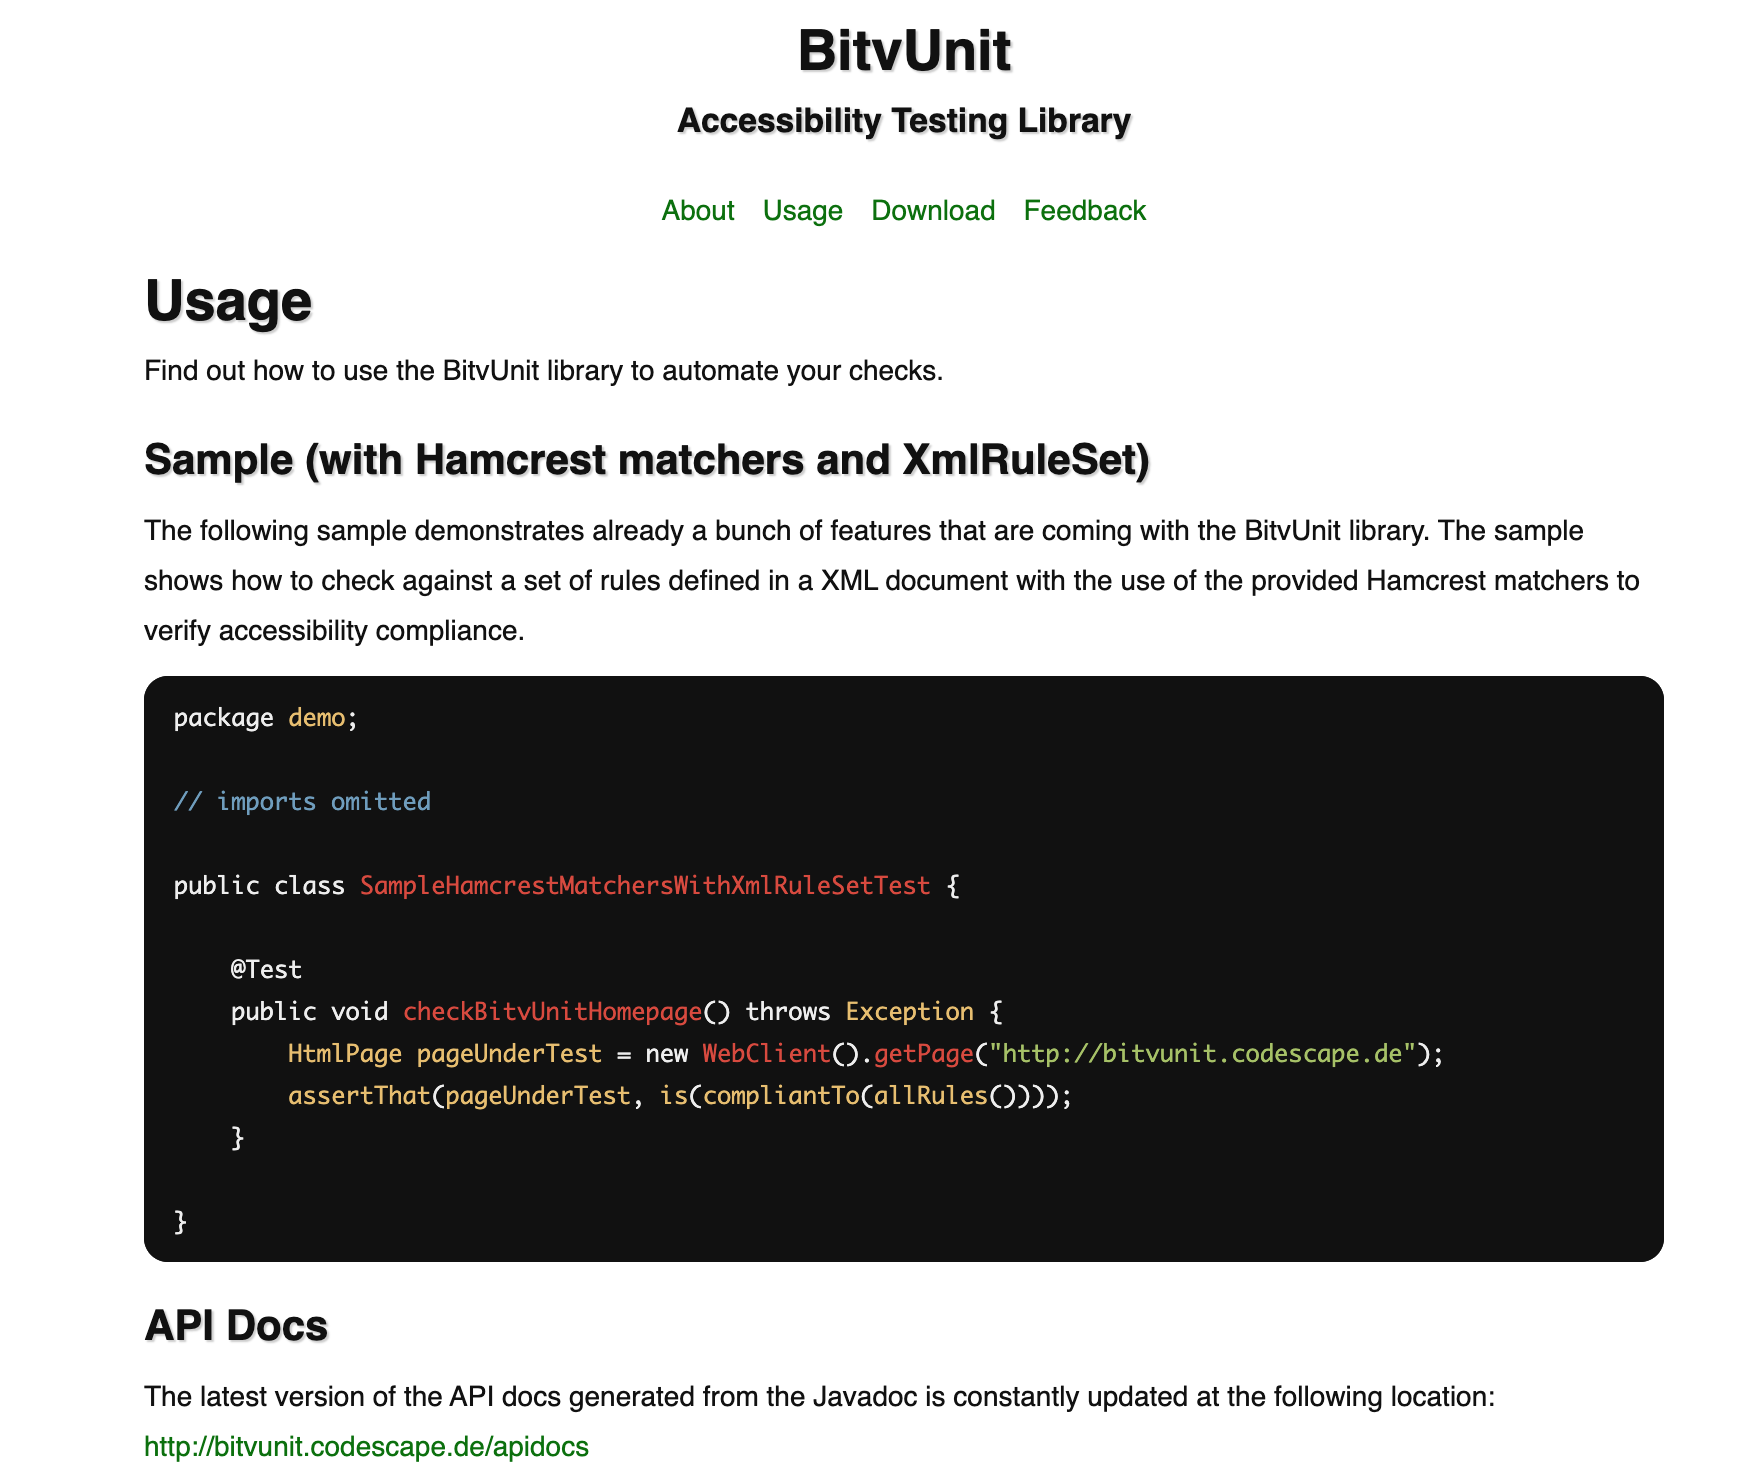 BitvUnit
Accessibility Testing Library
About Usage Download Feedback
Usage
Find out how to use the BitvUnit library to automate your checks.
Sample (with Hamcrest matchers and XmlRuleSet)
The following sample demonstrates already a bunch of features that are coming with the BitvUnit library. The sample
shows how to check against a set of rules defined in a XML document with the use of the provided Hamcrest matchers to
verify accessibility compliance.
package demo;
// imports omitted
public class SampleHamcrestMatchersWithXmlRuleSetTest {
@Test
public void checkBitvUnitHomepage() throws Exception {
HtmlPage pageUnderTest = new WebClient().getPage("http://bitvunit.codescape.de");
assertThat(pageUnderTest, is(compliantTo(allRules())));
}
}
API Docs
The latest version of the API docs generated from the Javadoc is constantly updated at the following location:
http://bitvunit.codescape.de/apidocs